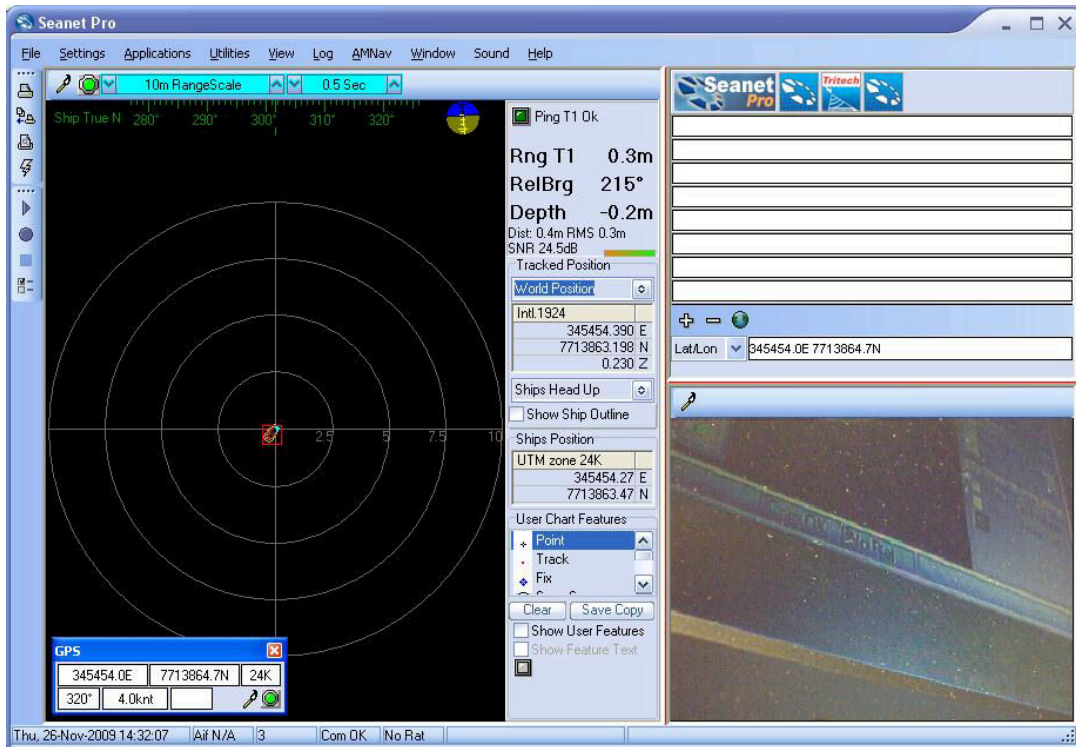 Seanet Pro
File Settings Applications Utilities View Log AMNav Window Sound Help
10m RangeScale 0.5 Sec
Ship True N 280° 290° 300° 310° 320°
Ping T1 Ok
Rng T1 0.3m
RelBrg 215°
Depth -0.2m
Dist: 0.4m RMS 0.3m
SNR 24.5dB
Tracked Position
World Position
Intl.1924
345454.390 E
7713863.198 N
0.230 Z
Ships Head Up
Show Ship Outline
Ships Position
UTM zone 24K
345454.27 E
7713863.47 N
User Chart Features
Point
Track
Fix
Clear Save Copy
Show User Features
Show Feature Text
2.5 5 7.5 10
GPS
345454.0E 7713864.7N 24K
320° 4.0knt
Seanet Pro
Tritech
Lat/Lon 345454.0E 7713864.7N
Thu, 26-Nov-2009 14:32:07 Aif N/A 3 Com OK No Rat